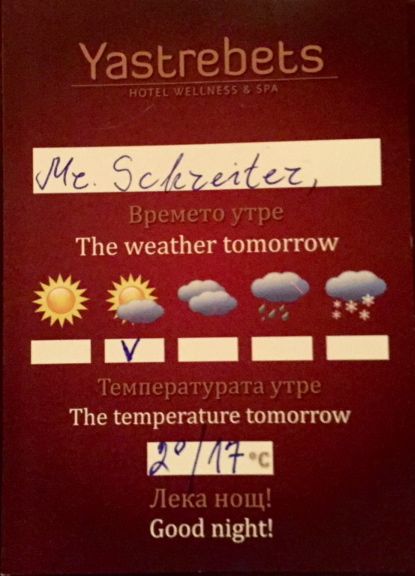 Yastrebets
HOTEL WELLNESS & SPA
Mr. Schreiter,
Времето утре
The weather tomorrow
V
Температурата утре
The temperature tomorrow
2°/17 °C
Лека нощ!
Good night!